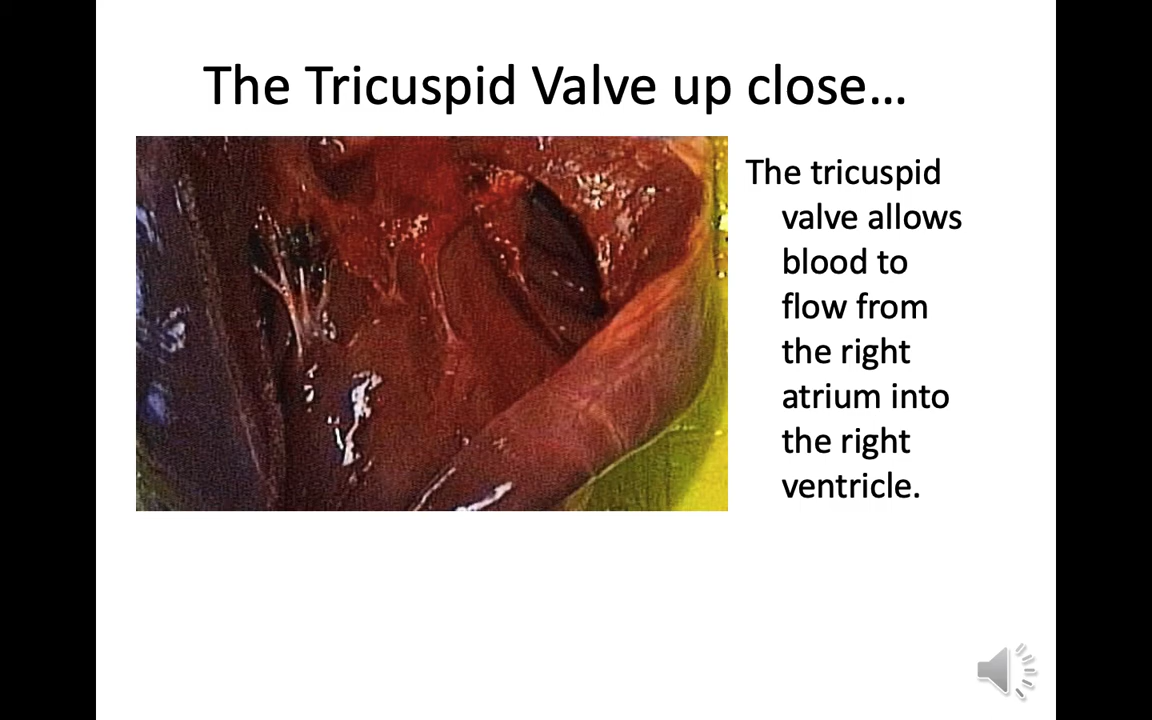 The Tricuspid Valve up close…
The tricuspid
valve allows
blood to
flow from
the right
atrium into
the right
ventricle.